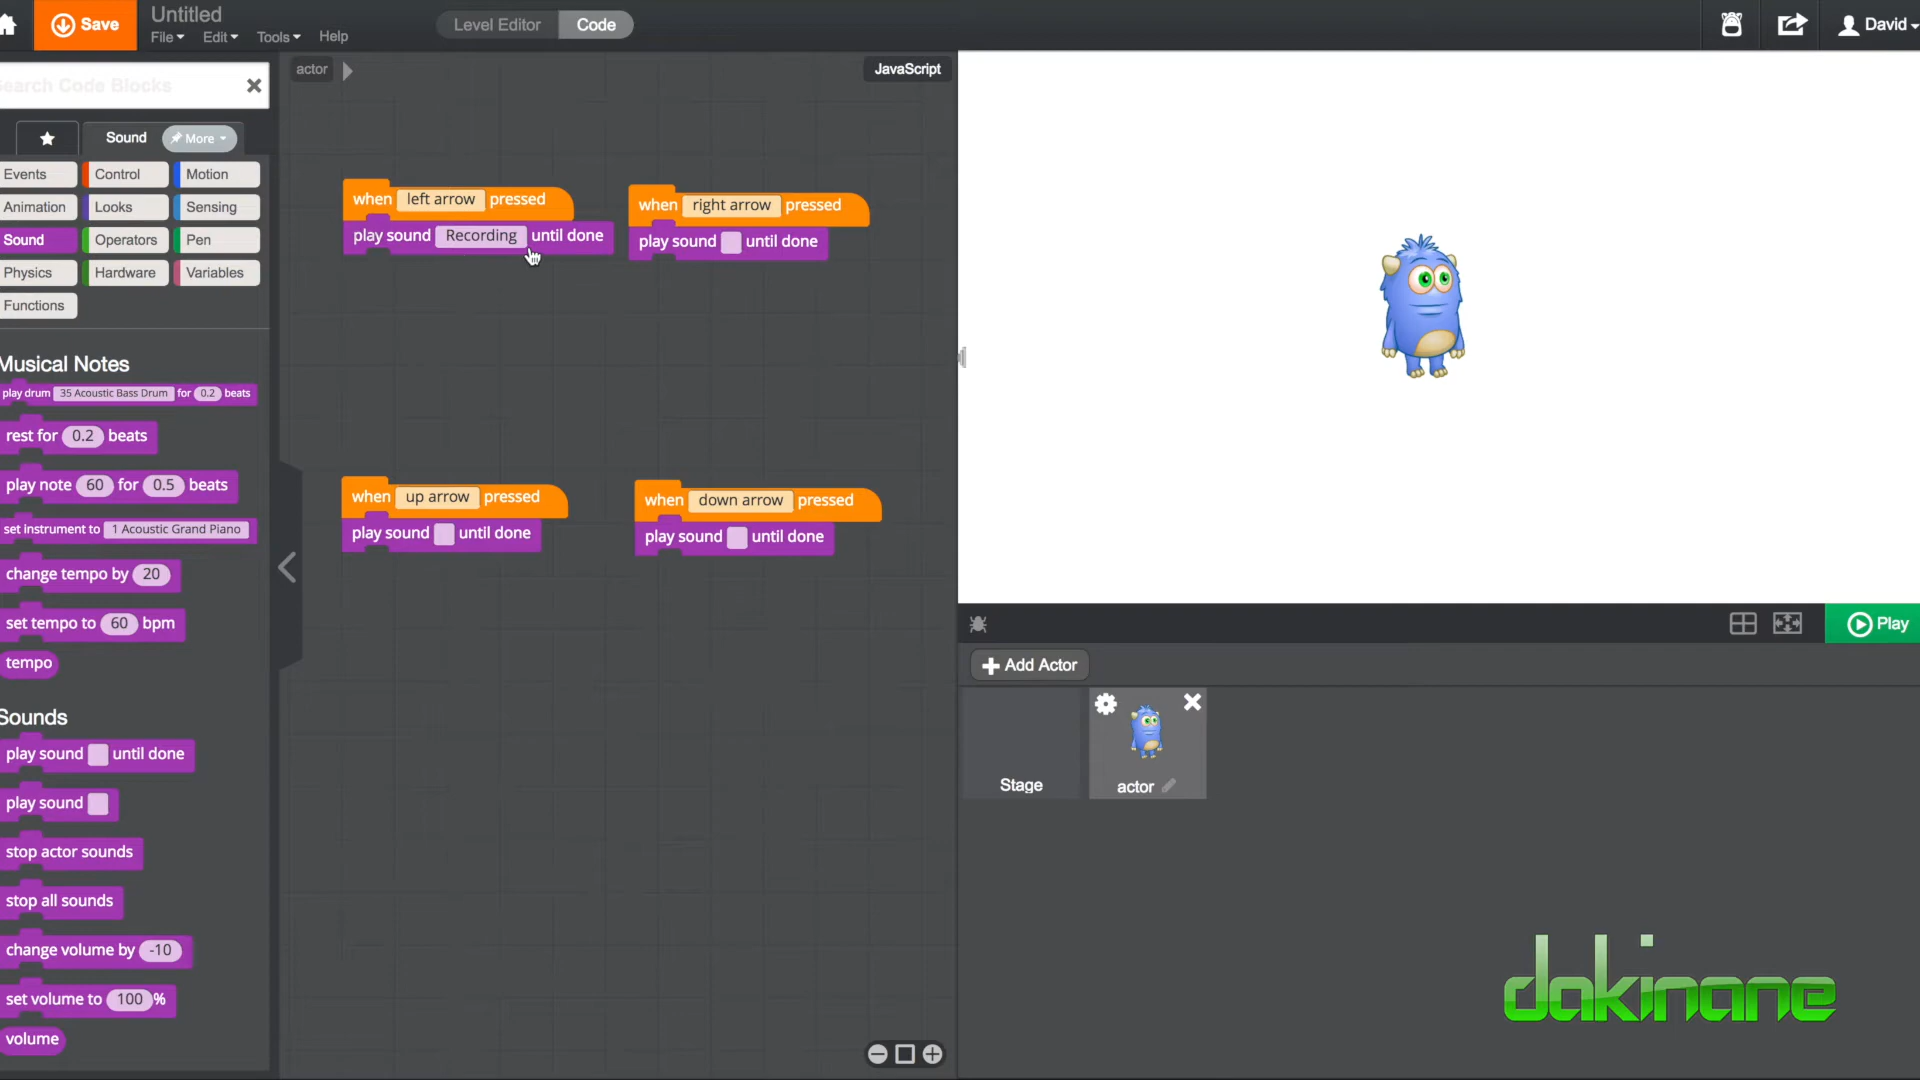 Save
Untitled
File Edit Tools Help
Level Editor Code
David
earch Code Blocks
actor
JavaScript
Sound More
Events Control Motion
Animation Looks Sensing
Sound Operators Pen
Physics Hardware Variables
Functions
when left arrow pressed
play sound Recording until done
when right arrow pressed
play sound until done
when up arrow pressed
play sound until done
when down arrow pressed
play sound until done
Musical Notes
play drum 35 Acoustic Bass Drum for 0.2 beats
rest for 0.2 beats
play note 60 for 0.5 beats
set instrument to 1 Acoustic Grand Piano
change tempo by 20
set tempo to 60 bpm
tempo
Sounds
play sound until done
play sound
stop actor sounds
stop all sounds
change volume by -10
set volume to 100 %
volume
Play
Add Actor
Stage
actor
dakinane